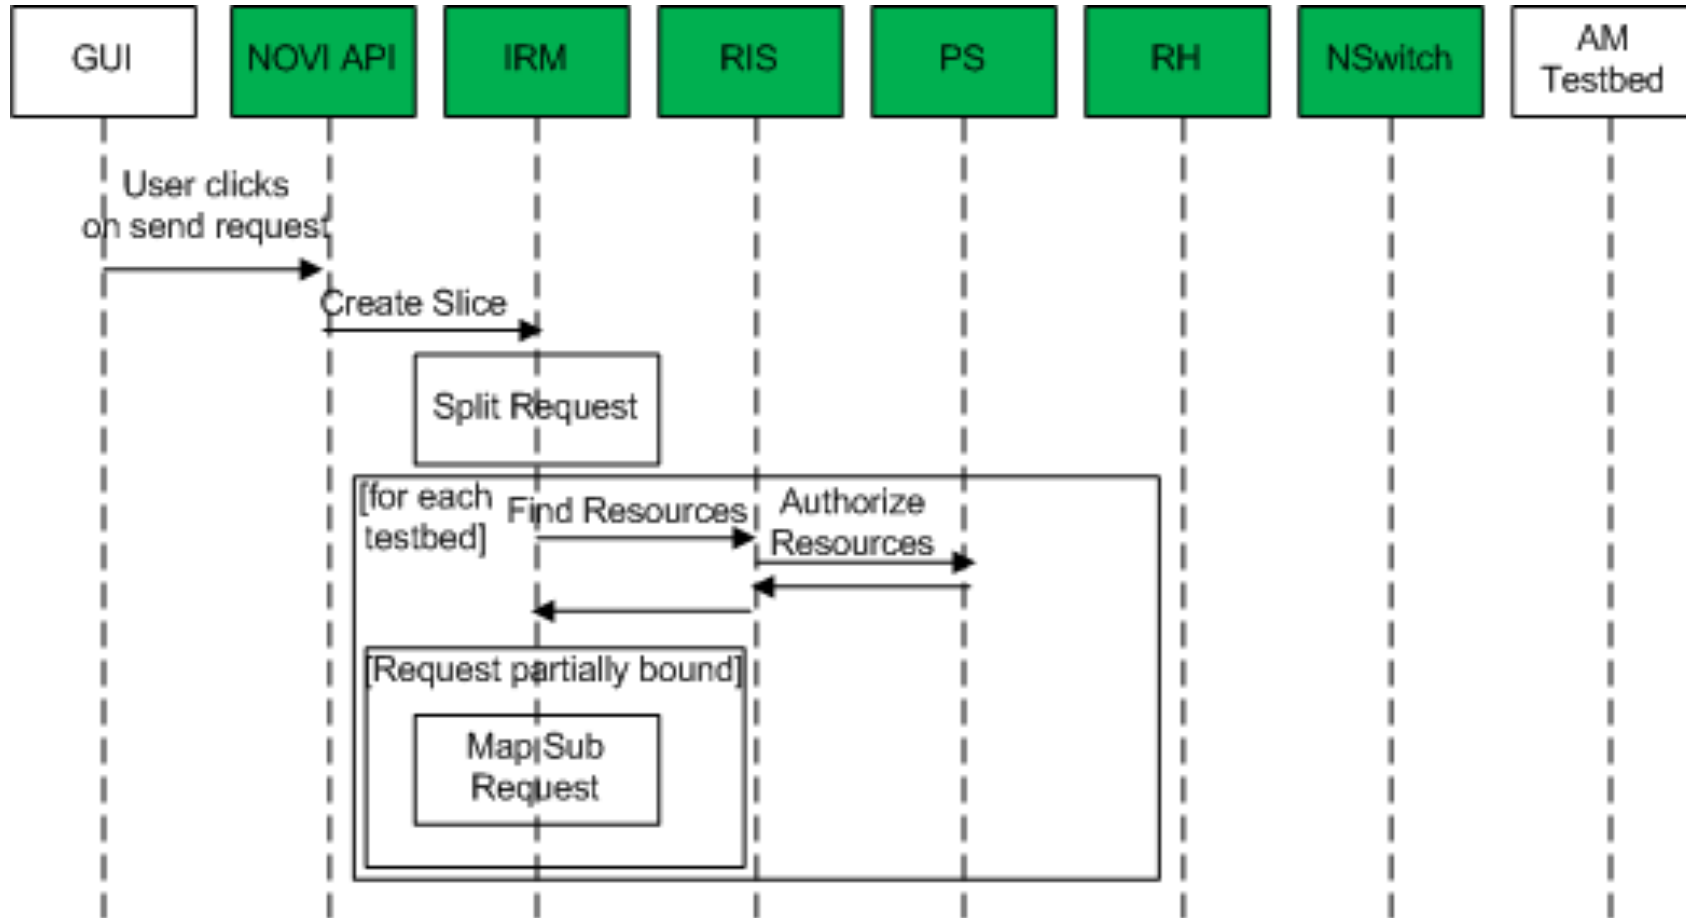 GUI
NOVI API
IRM
RIS
PS
RH
NSwitch
AM
Testbed
User clicks
on send request
Create Slice
Split Request
[for each
testbed]
Find Resources
Authorize
Resources
[Request partially bound]
Map Sub
Request